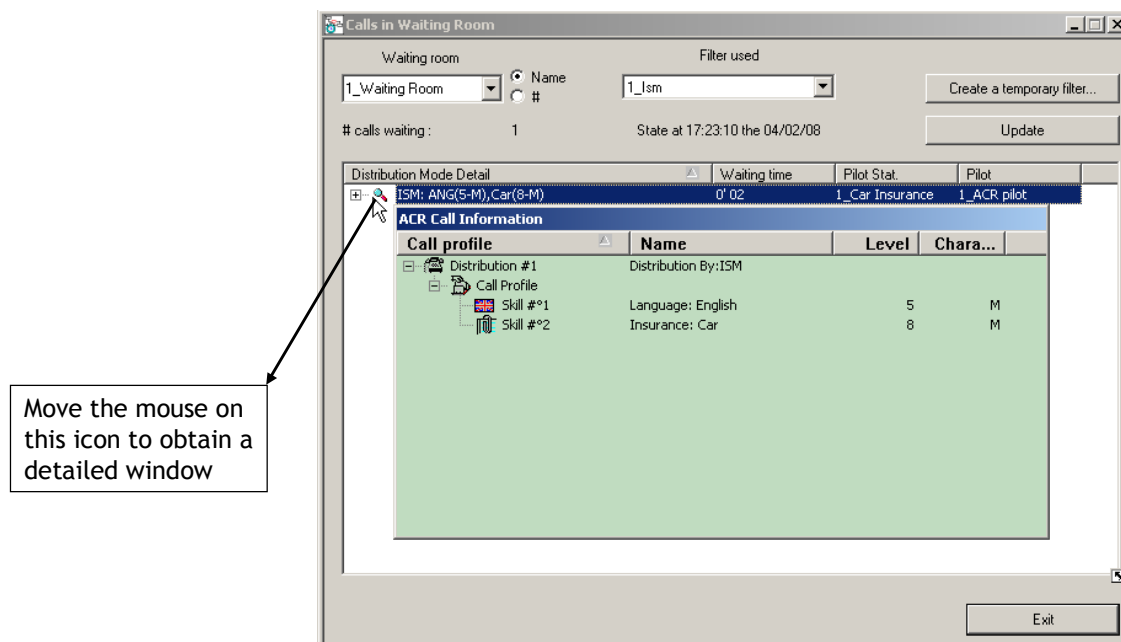 Calls in Waiting Room
Waiting room
Filter used
1_Waiting Room
Name
#
1_Ism
Create a temporary filter...
# calls waiting :
1
State at 17:23:10 the 04/02/08
Update
Distribution Mode Detail
Waiting time
Pilot Stat.
Pilot
ISM: ANG(5-M),Car(8-M)
0' 02
1_Car Insurance
1_ACR pilot
ACR Call Information
Call profile
Name
Level
Chara...
Distribution #1
Distribution By:ISM
Call Profile
Skill #°1
Language: English
5
M
Skill #°2
Insurance: Car
8
M
Move the mouse on
this icon to obtain a
detailed window
Exit